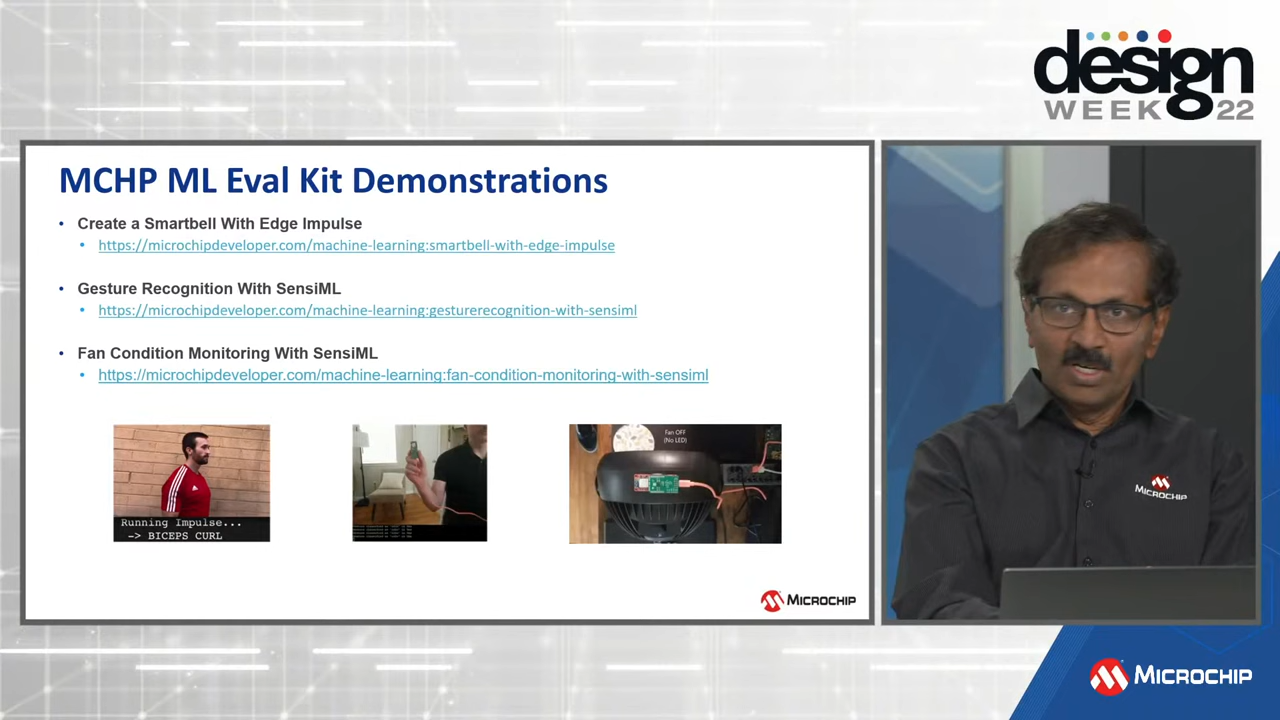 design
WEEK 22
MCHP ML Eval Kit Demonstrations
• Create a Smartbell With Edge Impulse
• https://microchipdeveloper.com/machine-learning:smartbell-with-edge-impulse
• Gesture Recognition With SensiML
• https://microchipdeveloper.com/machine-learning:gesturerecognition-with-sensiml
• Fan Condition Monitoring With SensiML
• https://microchipdeveloper.com/machine-learning:fan-condition-monitoring-with-sensiml
Running Impulse...
-> BICEPS CURL
Fan OFF
(No LED)
MICROCHIP
MICROCHIP
MICROCHIP